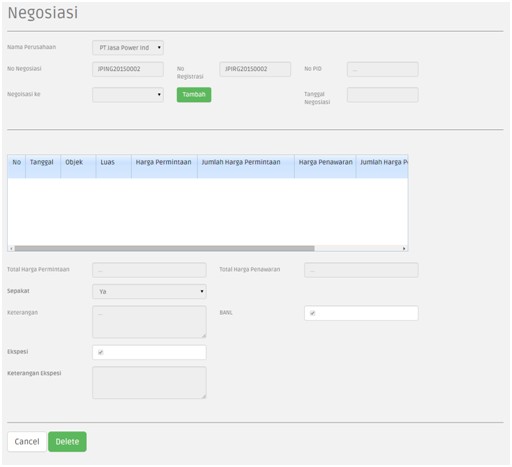 Negosiasi
Nama Perusahaan PT Jasa Power Ind
No Negosiasi JPING20150002 No Registrasi JPIRG20150002 No PID ...
Negoisasi ke Tambah Tanggal Negosiasi
No Tanggal Objek Luas Harga Permintaan Jumlah Harga Permintaan Harga Penawaran Jumlah Harga P
Total Harga Permintaan ... Total Harga Penawaran ...
Sepakat Ya
Keterangan ... BANL
Ekspesi
Keterangan Ekspesi
Cancel Delete